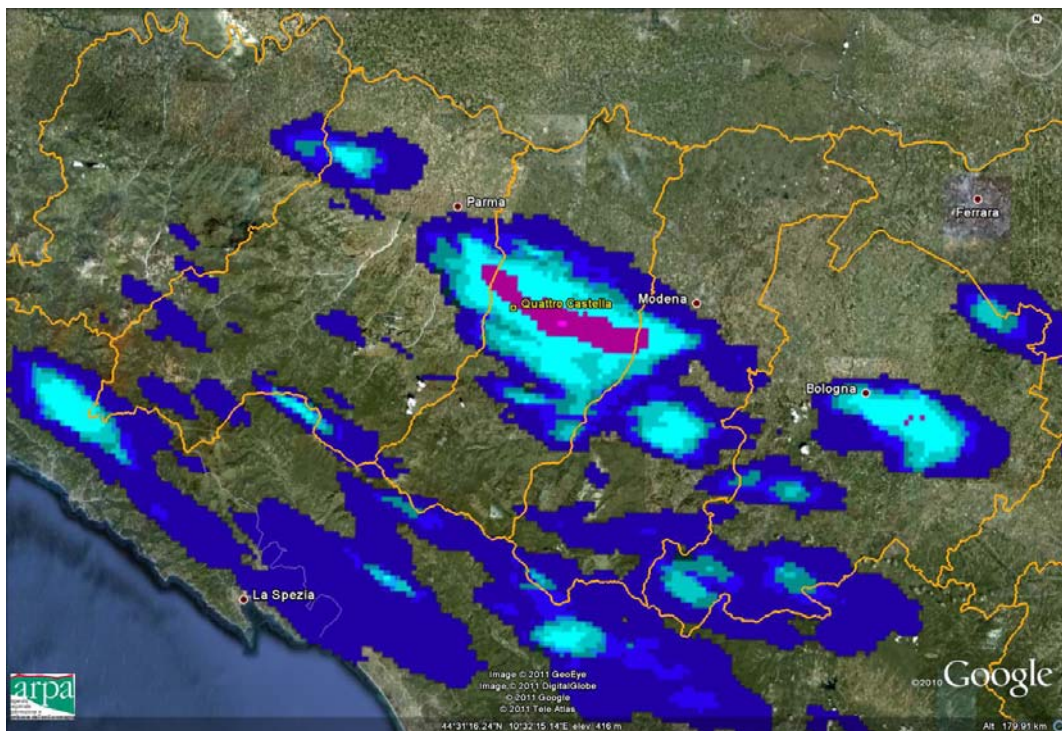 N
Parma
Ferrara
Quattro Castella
Modena
Bologna
La Spezia
arpa
Image © 2011 GeoEye
Image © 2011 DigitalGlobe
© 2011 Google
© 2011 Tele Atlas
©2010 Google
44°31'16.24"N 10°32'15.14"E elev. 416 m
Alt 179.91 km